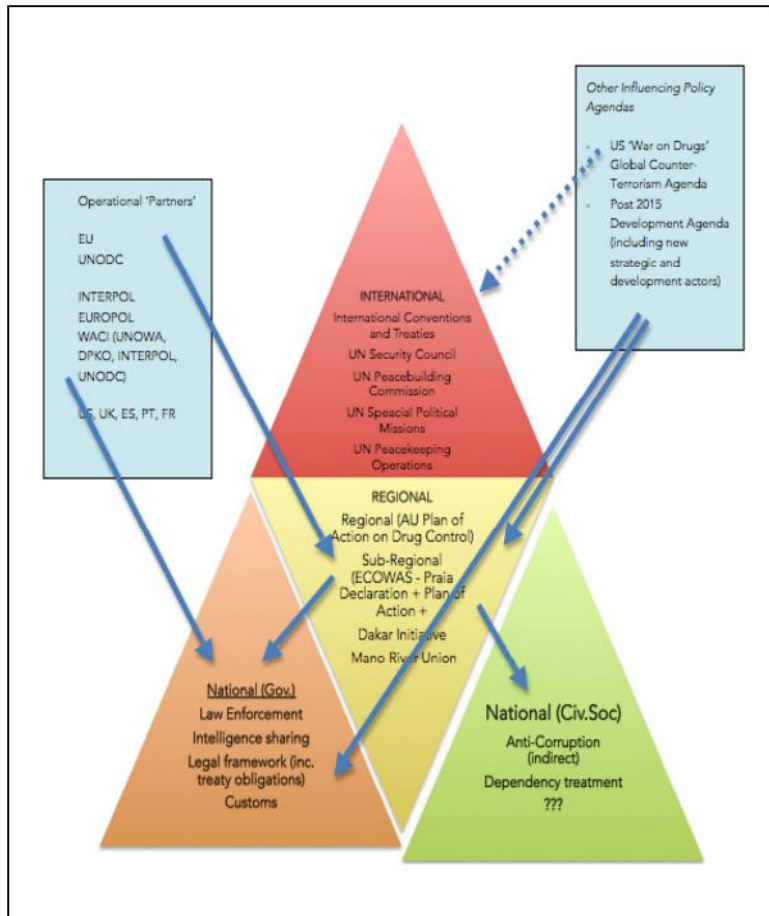 Other Influencing Policy
Agendas
US 'War on Drugs'
Global Counter-
Terrorism Agenda
Post 2015
Development Agenda
(including new
strategic and
development actors)
Operational 'Partners'
EU
UNODC
INTERPOL
EUROPOL
WACI (UNOWA,
DPKO, INTERPOL,
UNODC)
US, UK, ES, PT, FR
INTERNATIONAL
International Conventions
and Treaties
UN Security Council
UN Peacebuilding
Commission
UN Speacial Political
Missions
UN Peacekeeping
Operations
REGIONAL
Regional (AU Plan of
Action on Drug Control)
Sub-Regional
(ECOWAS - Praia
Declaration + Plan of
Action +
Dakar Initiative
Mano River Union
National (Gov.)
Law Enforcement
Intelligence sharing
Legal framework (inc.
treaty obligations)
Customs
National (Civ.Soc)
Anti-Corruption
(indirect)
Dependency treatment
???